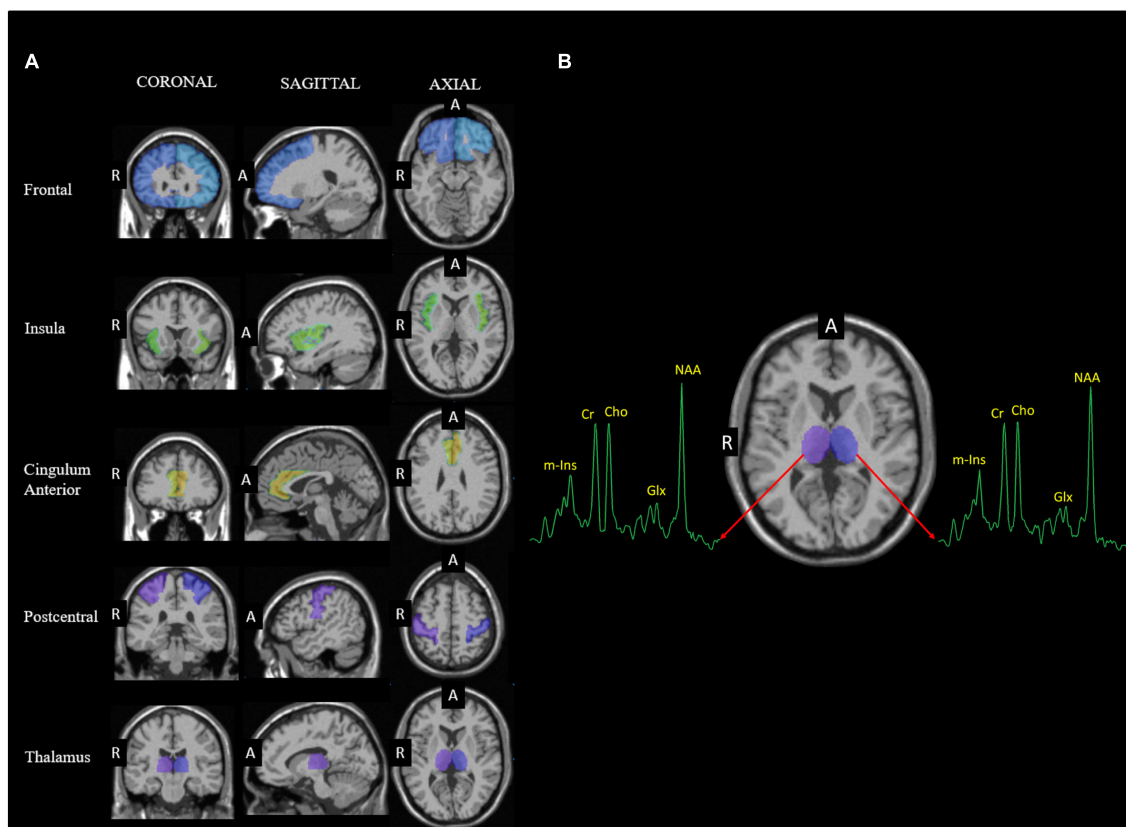 A
B
CORONAL SAGITTAL AXIAL
A
Frontal R A R
A
Insula R A R
A
Cingulum
Anterior R A R
A
Postcentral R A R
A
Thalamus R A R
A
R
m-Ins Cr Cho Glx NAA
m-Ins Cr Cho Glx NAA